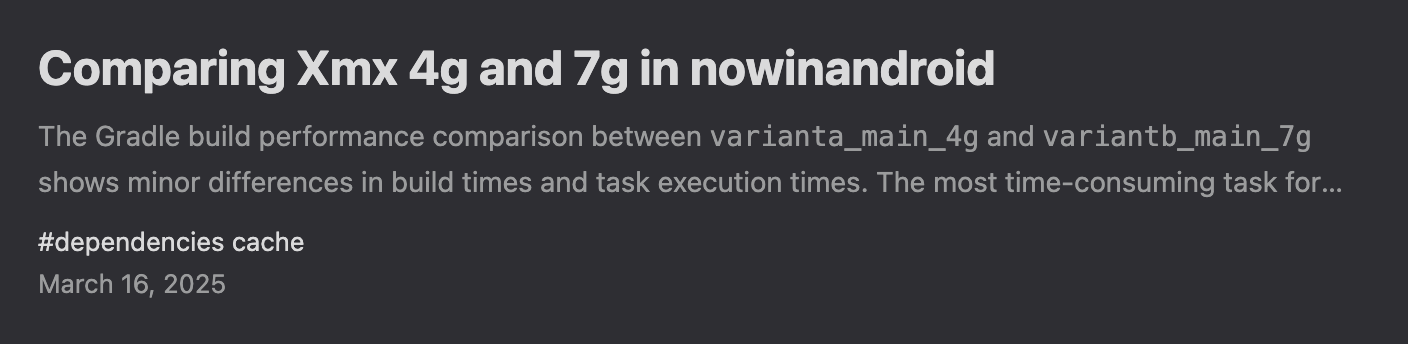 Comparing Xmx 4g and 7g in nowinandroid
The Gradle build performance comparison between varianta_main_4g and variantb_main_7g
shows minor differences in build times and task execution times. The most time-consuming task for...
#dependencies cache
March 16, 2025